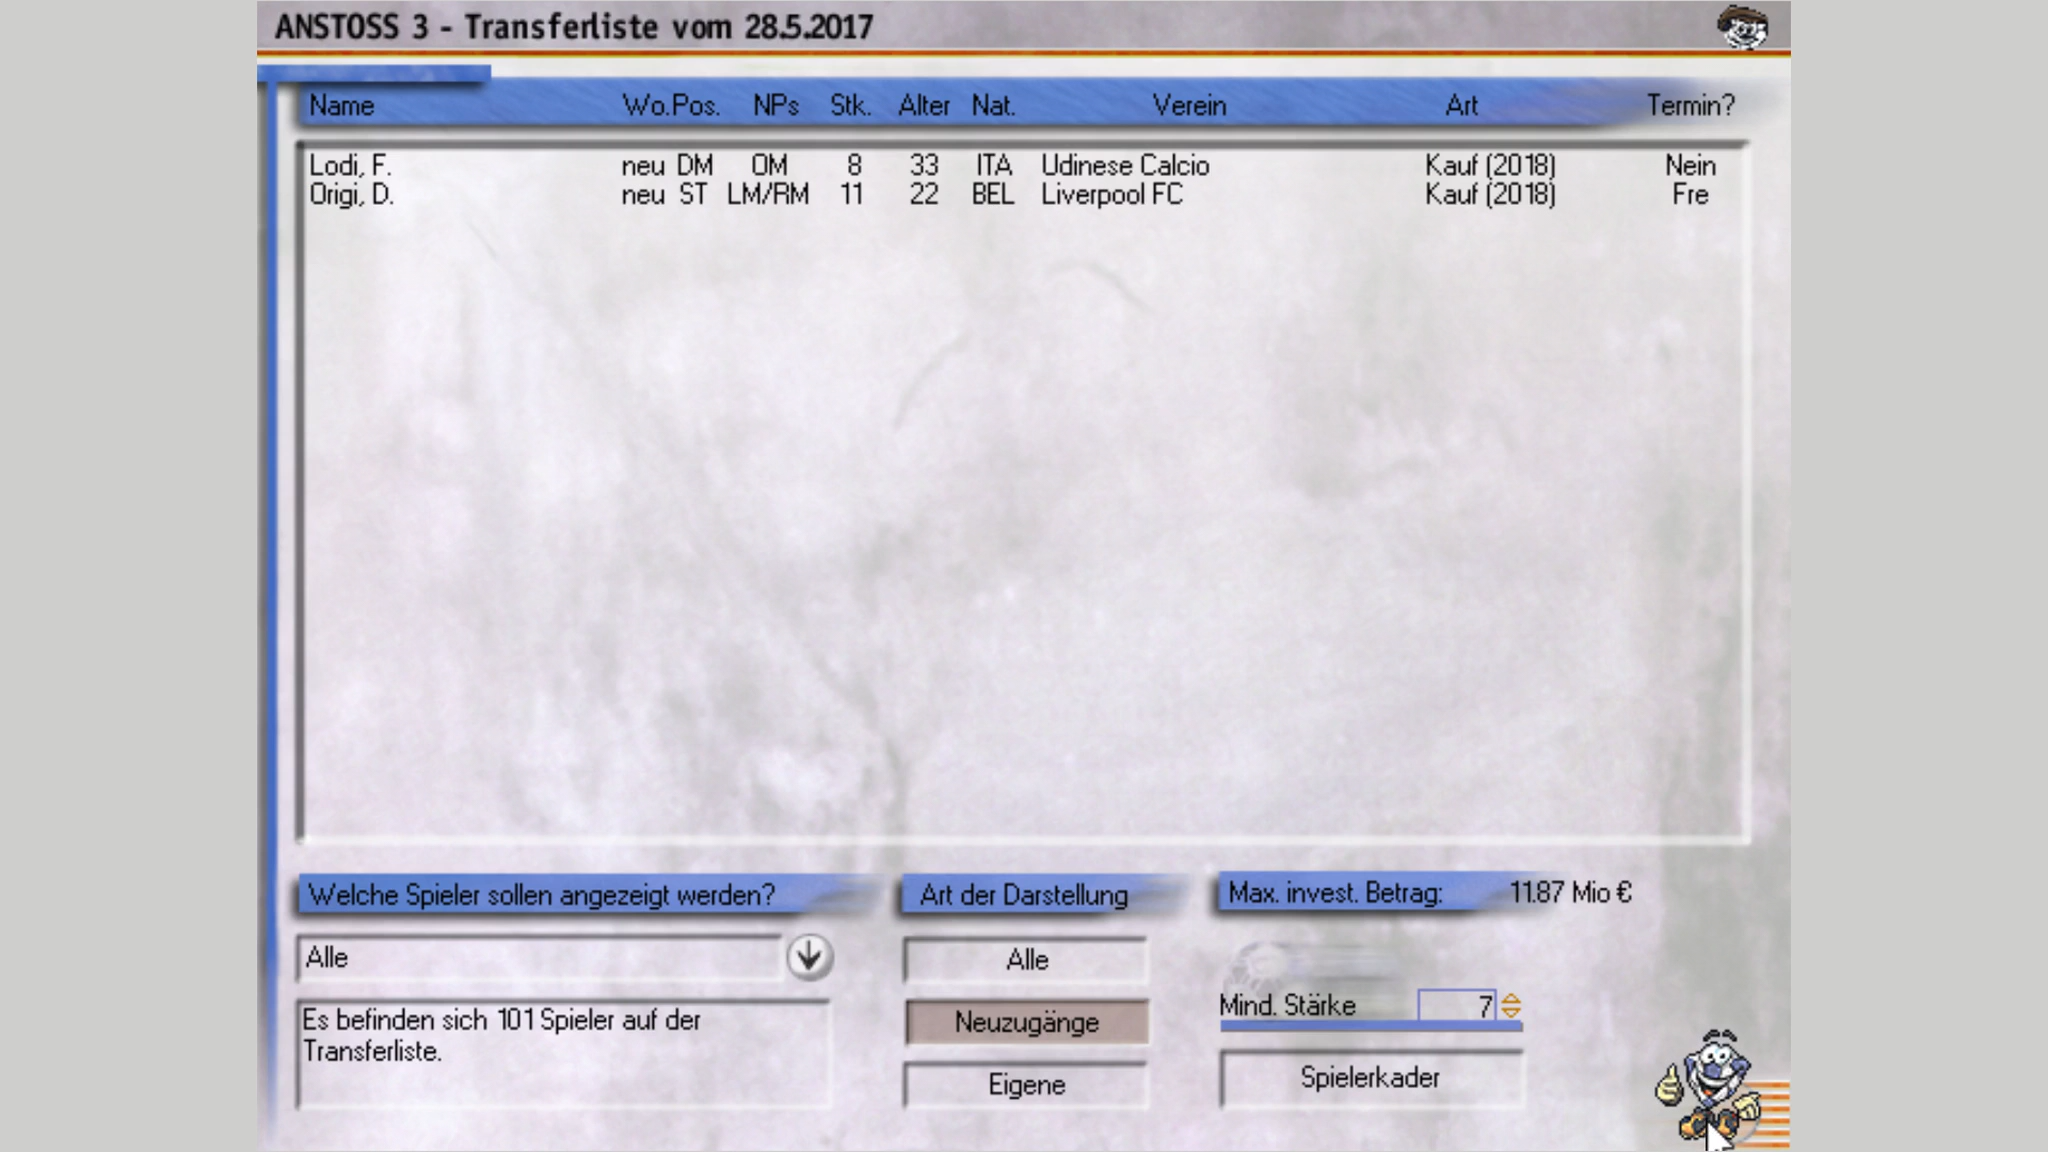 ANSTOSS 3 - Transferliste vom 28.5.2017
Name Wo. Pos. NPs Stk. Alter Nat. Verein Art Termin?
Lodi, F. neu DM OM 8 33 ITA Udinese Calcio Kauf (2018) Nein
Origi, D. neu ST LM/RM 11 22 BEL Liverpool FC Kauf (2018) Fre
Welche Spieler sollen angezeigt werden? Art der Darstellung Max. invest. Betrag: 11.87 Mio €
Alle Alle
Mind. Stärke 7
Es befinden sich 101 Spieler auf der Neuzugänge
Transferliste.
Eigene Spielerkader